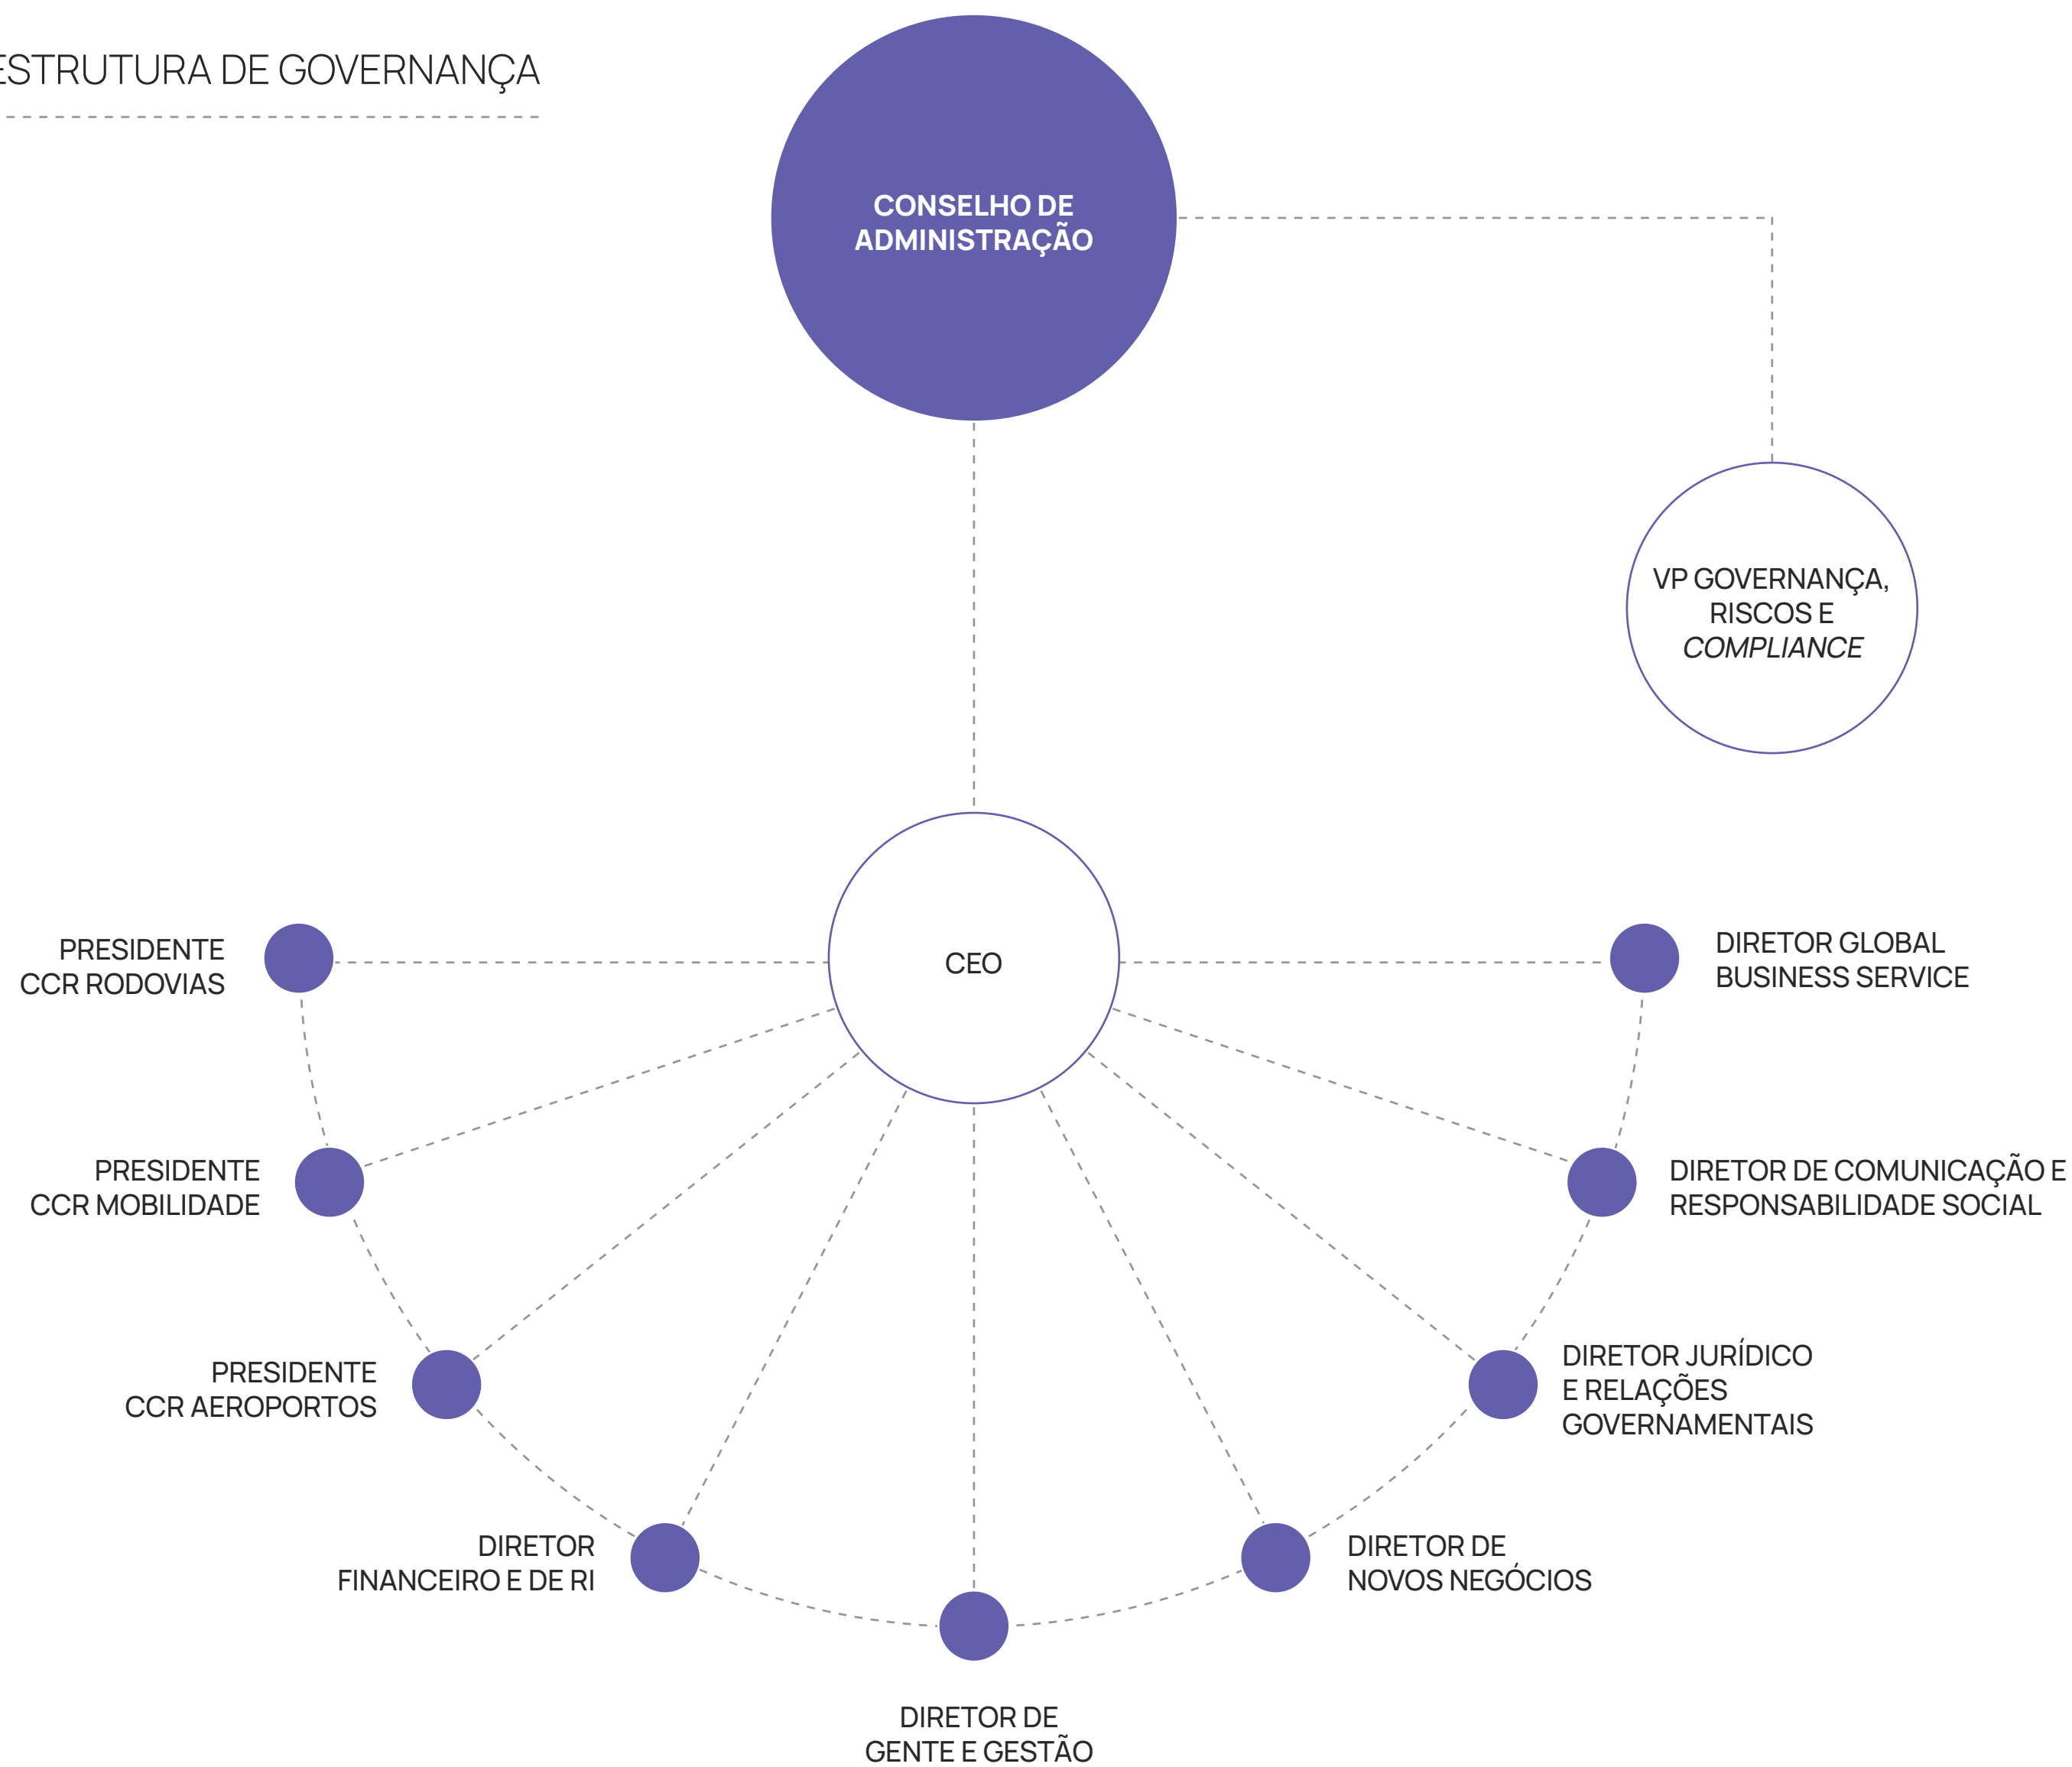 ESTRUTURA DE GOVERNANÇA
CONSELHO DE
ADMINISTRAÇÃO
VP GOVERNANÇA,
RISCOS E
COMPLIANCE
CEO
PRESIDENTE
CCR RODOVIAS
DIRETOR GLOBAL
BUSINESS SERVICE
PRESIDENTE
CCR MOBILIDADE
DIRETOR DE COMUNICAÇÃO E
RESPONSABILIDADE SOCIAL
PRESIDENTE
CCR AEROPORTOS
DIRETOR JURÍDICO
E RELAÇÕES
GOVERNAMENTAIS
DIRETOR
FINANCEIRO E DE RI
DIRETOR DE
NOVOS NEGÓCIOS
DIRETOR DE
GENTE E GESTÃO